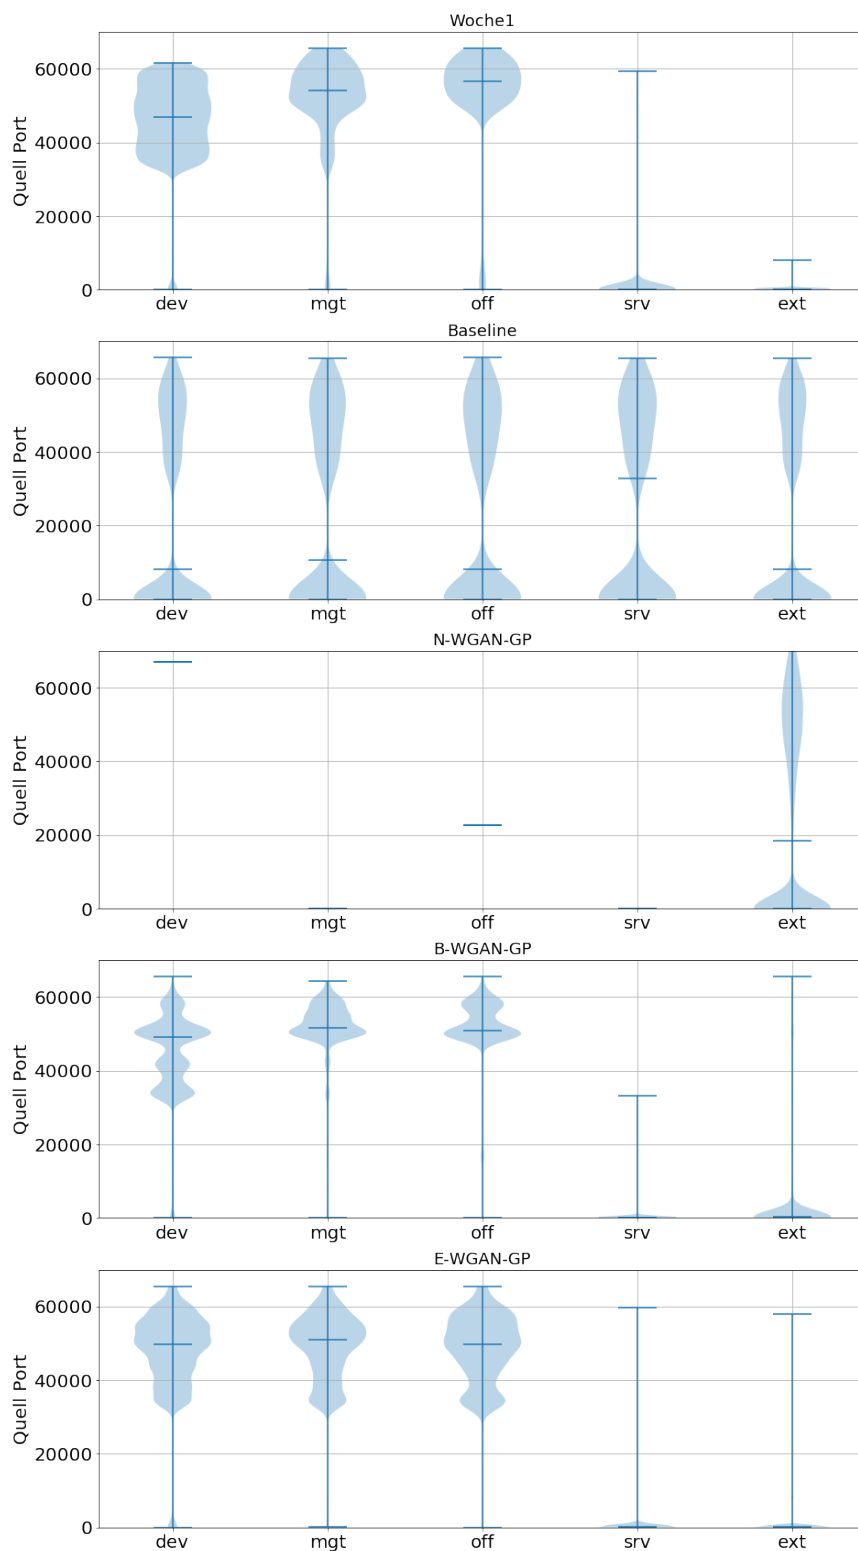 Woche1
Quell Port
60000
40000
20000
0
dev mgt off srv ext
Baseline
Quell Port
60000
40000
20000
0
dev mgt off srv ext
N-WGAN-GP
Quell Port
60000
40000
20000
0
dev mgt off srv ext
B-WGAN-GP
Quell Port
60000
40000
20000
0
dev mgt off srv ext
E-WGAN-GP
Quell Port
60000
40000
20000
0
dev mgt off srv ext